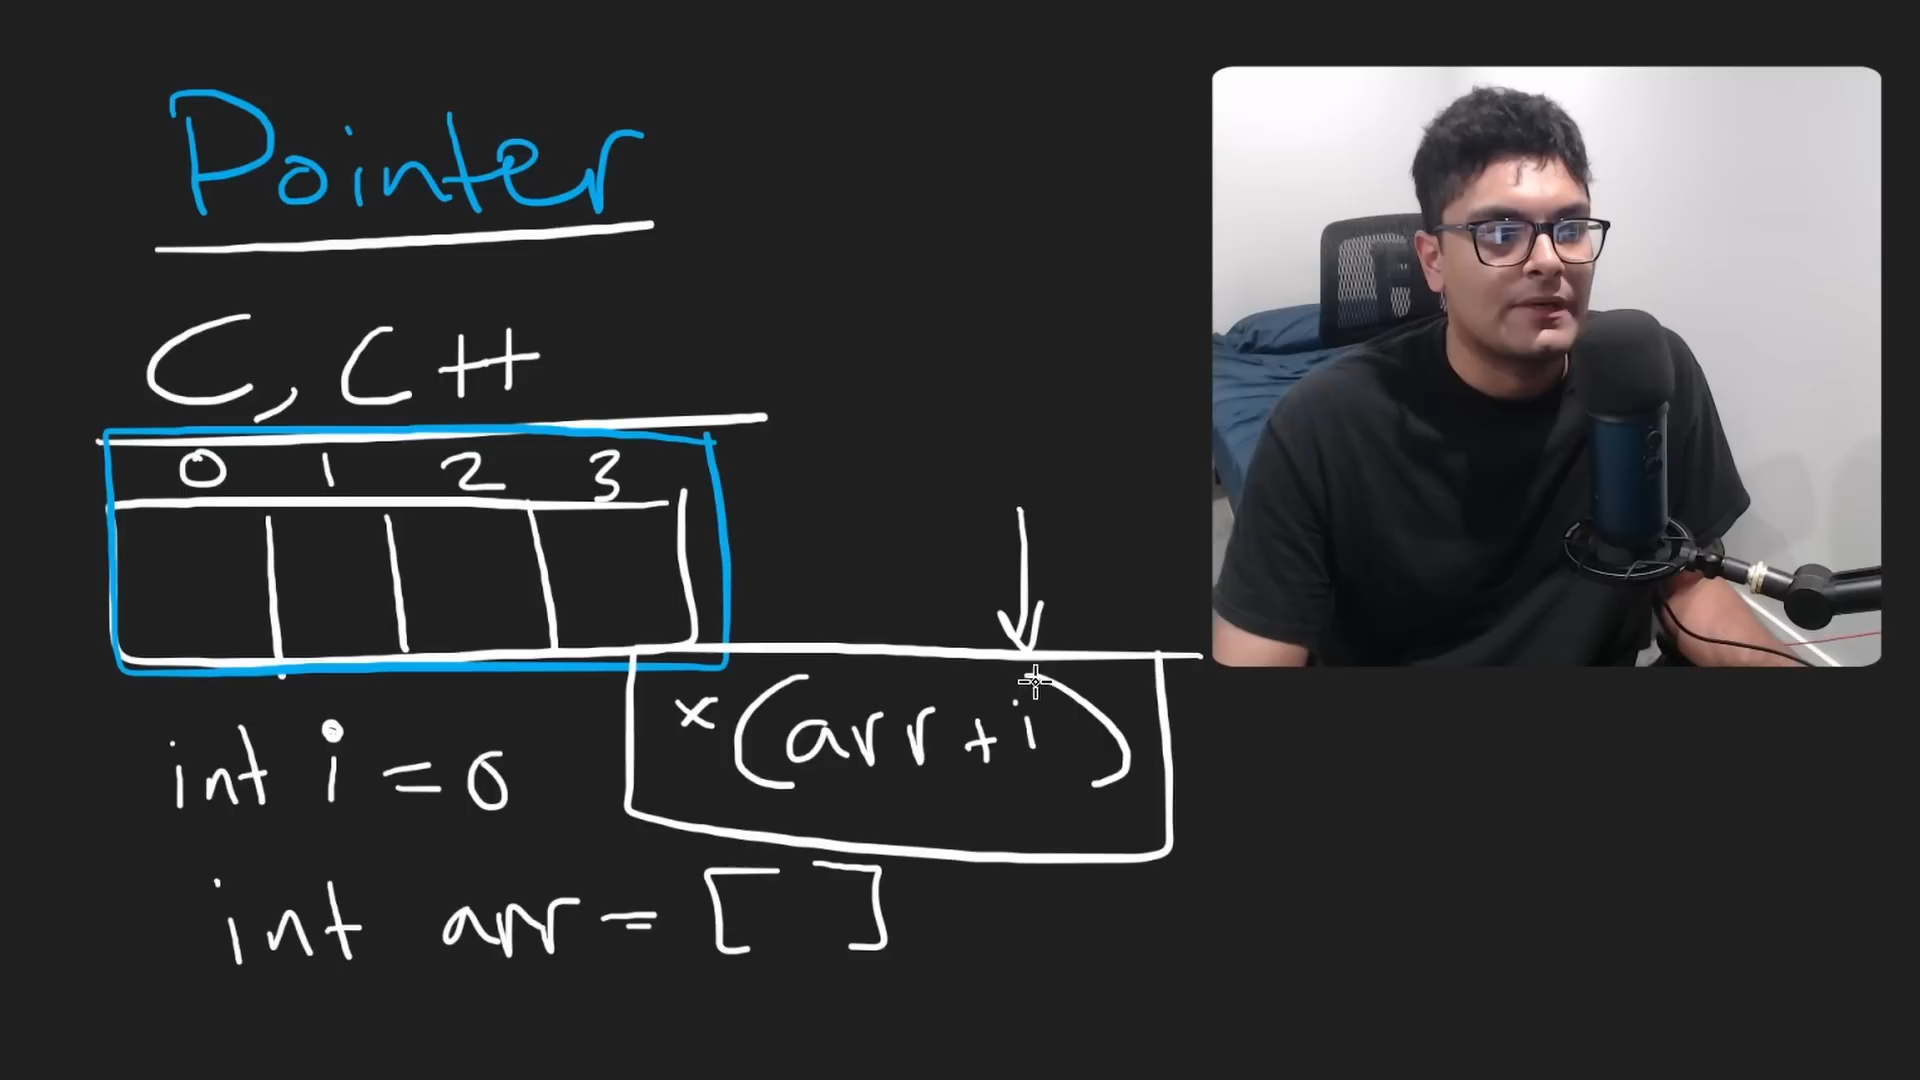 Pointer
C, C++
0 1 2 3
*(arr+i)
int i = 0
int arr = [ ]